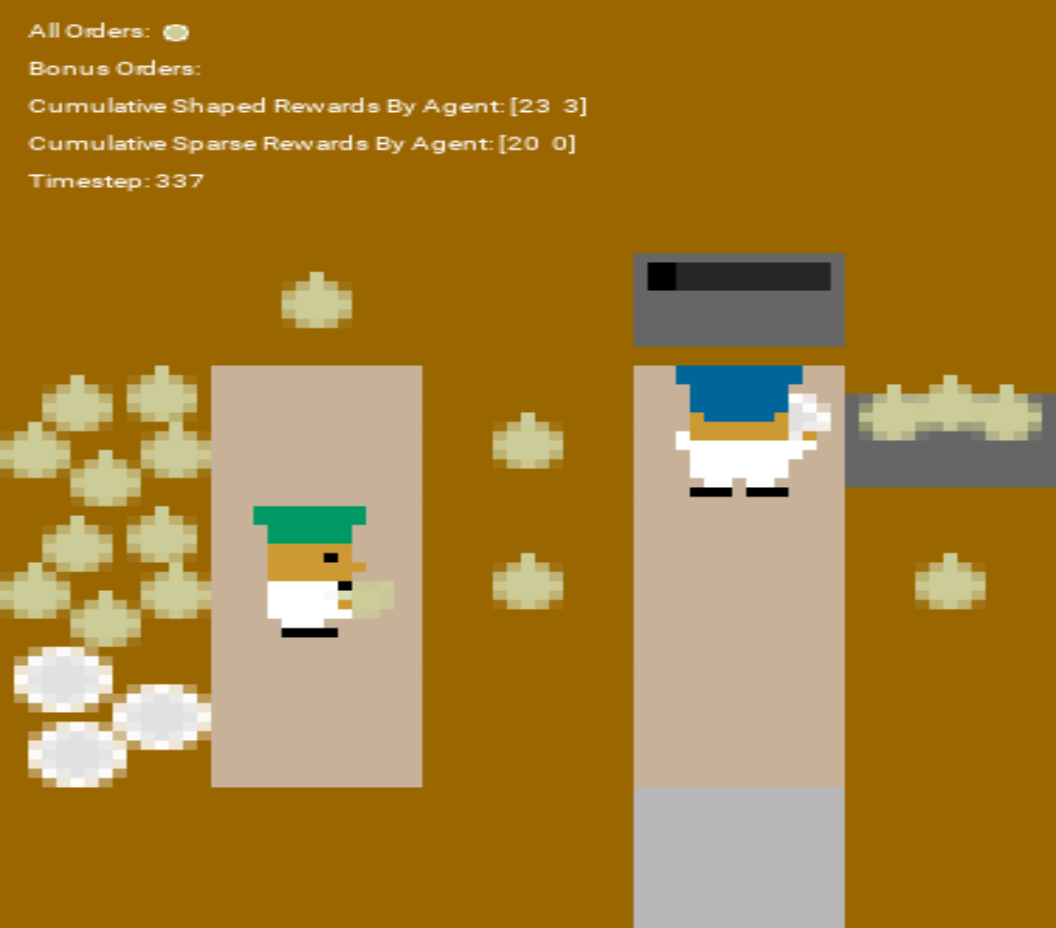 All Orders:
Bonus Orders:
Cumulative Shaped Rewards By Agent: [23 3]
Cumulative Sparse Rewards By Agent: [20 0]
Timestep: 337